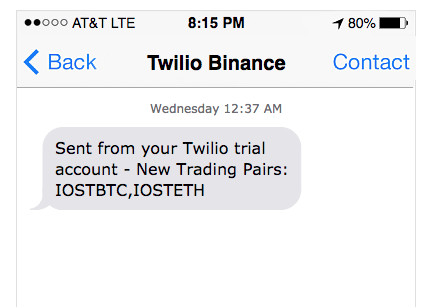 AT&T LTE 8:15 PM 80%
Back Twilio Binance Contact
Wednesday 12:37 AM
Sent from your Twilio trial
account - New Trading Pairs:
IOSTBTC,IOSTETH